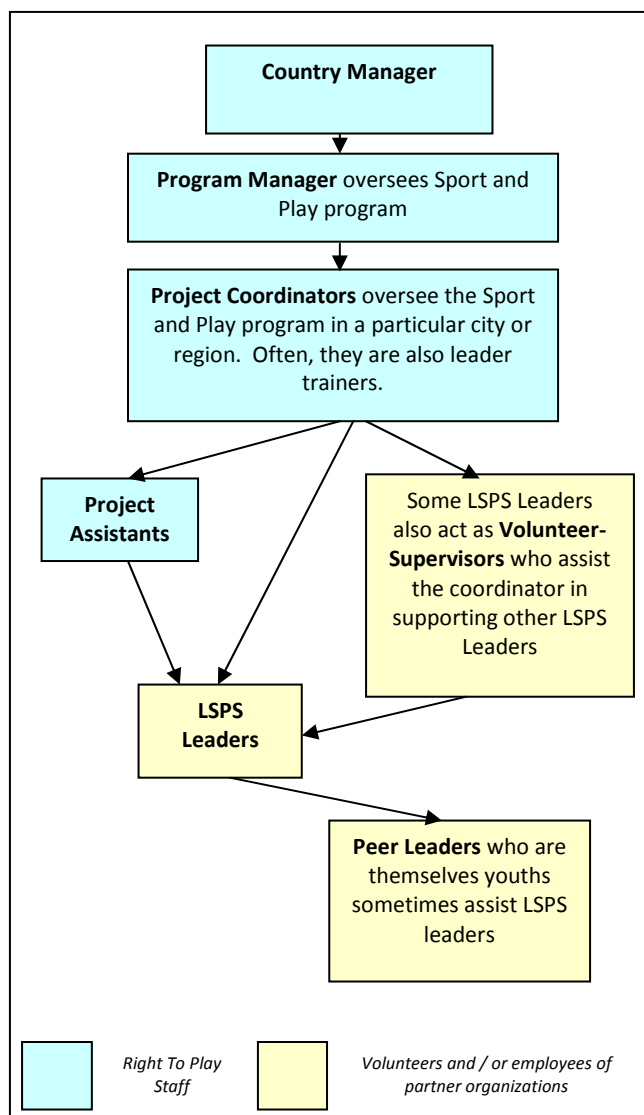 Country Manager
Program Manager oversees Sport and
Play program
Project Coordinators oversee the Sport
and Play program in a particular city or
region.  Often, they are also leader
trainers.
Project
Assistants
Some LSPS Leaders
also act as Volunteer-
Supervisors who assist
the coordinator in
supporting other LSPS
Leaders
LSPS
Leaders
Peer Leaders who are
themselves youths
sometimes assist LSPS
leaders
Right To Play
Staff
Volunteers and / or employees of
partner organizations